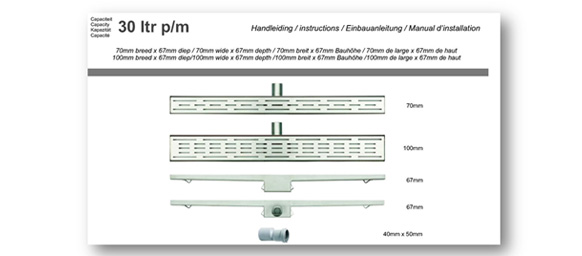 Capaciteit
Capacity
Kapazität
Capacité
30 ltr p/m
Handleiding / instructions / Einbauanleitung / Manual d'installation
70mm breed x 67mm diep / 70mm wide x 67mm depth / 70mm breit x 67mm Bauhöhe / 70mm de large x 67mm de haut
100mm breed x 67mm diep/100mm wide x 67mm depth /100mm breit x 67mm Bauhöhe /100mm de large x 67mm de haut
70mm
100mm
67mm
67mm
40mm x 50mm